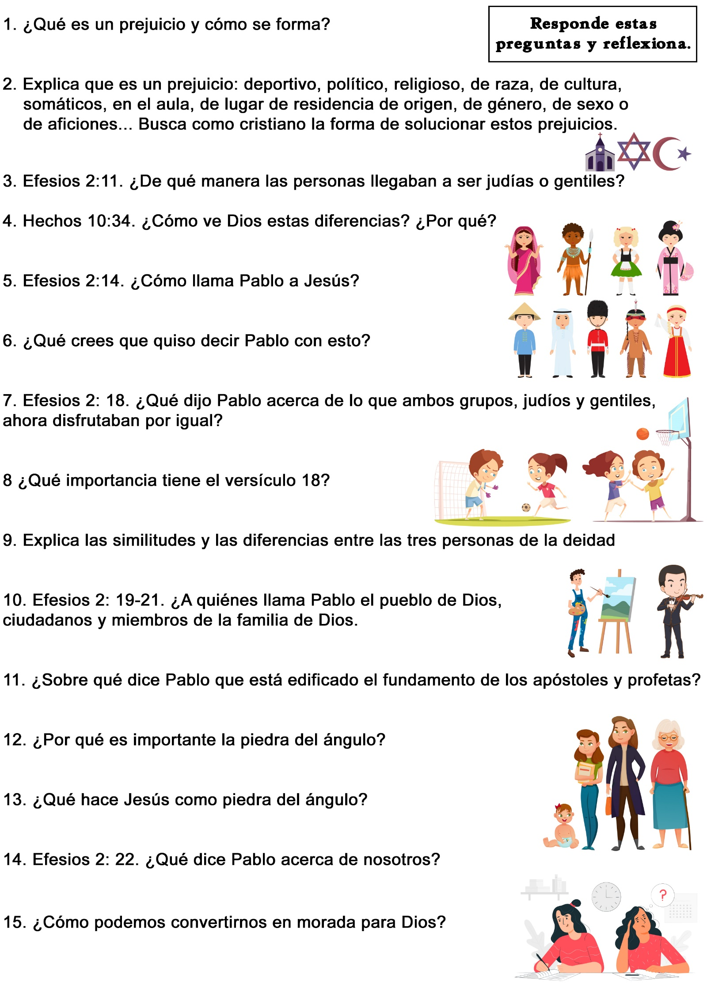 1. ¿Qué es un prejuicio y cómo se forma?
Responde estas
preguntas y reflexiona.
2. Explica que es un prejuicio: deportivo, político, religioso, de raza, de cultura,
somáticos, en el aula, de lugar de residencia de origen, de género, de sexo o
de aficiones... Busca como cristiano la forma de solucionar estos prejuicios.
3. Efesios 2:11. ¿De qué manera las personas llegaban a ser judías o gentiles?
4. Hechos 10:34. ¿Cómo ve Dios estas diferencias? ¿Por qué?
5. Efesios 2:14. ¿Cómo llama Pablo a Jesús?
6. ¿Qué crees que quiso decir Pablo con esto?
7. Efesios 2: 18. ¿Qué dijo Pablo acerca de lo que ambos grupos, judíos y gentiles,
ahora disfrutaban por igual?
8 ¿Qué importancia tiene el versículo 18?
9. Explica las similitudes y las diferencias entre las tres personas de la deidad
10. Efesios 2: 19-21. ¿A quiénes llama Pablo el pueblo de Dios,
ciudadanos y miembros de la familia de Dios.
11. ¿Sobre qué dice Pablo que está edificado el fundamento de los apóstoles y profetas?
12. ¿Por qué es importante la piedra del ángulo?
13. ¿Qué hace Jesús como piedra del ángulo?
14. Efesios 2: 22. ¿Qué dice Pablo acerca de nosotros?
?
15. ¿Cómo podemos convertirnos en morada para Dios?